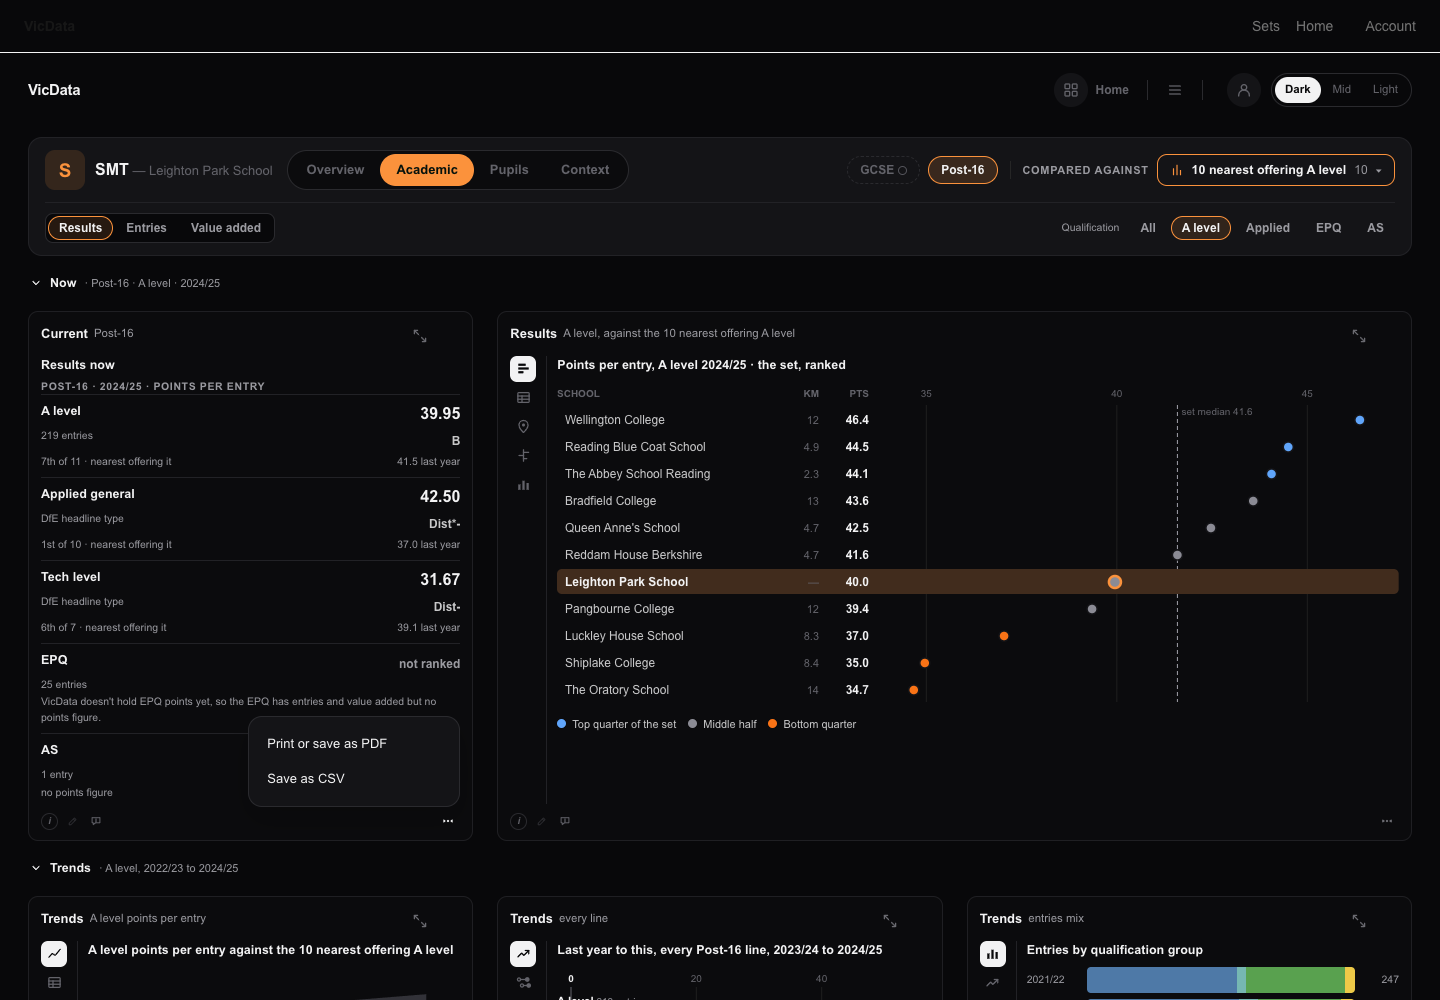 VicData
Sets Home Account
VicData
Home
Dark Mid Light
S SMT — Leighton Park School
Overview Academic Pupils Context
GCSE Post-16 COMPARED AGAINST 10 nearest offering A level 10
Results Entries Value added
Qualification All A level Applied EPQ AS
Now · Post-16 · A level · 2024/25
Current Post-16
Results now
POST-16 · 2024/25 · POINTS PER ENTRY
A level 39.95
219 entries B
7th of 11 · nearest offering it 41.5 last year
Applied general 42.50
DfE headline type Dist*-
1st of 10 · nearest offering it 37.0 last year
Tech level 31.67
DfE headline type Dist-
6th of 7 · nearest offering it 39.1 last year
EPQ not ranked
25 entries
VicData doesn't hold EPQ points yet, so the EPQ has entries and value added but no
points figure.
AS
1 entry
no points figure
Print or save as PDF
Save as CSV
i
Results A level, against the 10 nearest offering A level
Points per entry, A level 2024/25 · the set, ranked
SCHOOL KM PTS 35 40 45
set median 41.6
Wellington College 12 46.4
Reading Blue Coat School 4.9 44.5
The Abbey School Reading 2.3 44.1
Bradfield College 13 43.6
Queen Anne's School 4.7 42.5
Reddam House Berkshire 4.7 41.6
Leighton Park School — 40.0
Pangbourne College 12 39.4
Luckley House School 8.3 37.0
Shiplake College 8.4 35.0
The Oratory School 14 34.7
Top quarter of the set Middle half Bottom quarter
i
Trends · A level, 2022/23 to 2024/25
Trends A level points per entry
A level points per entry against the 10 nearest offering A level
Trends every line
Last year to this, every Post-16 line, 2023/24 to 2024/25
0 20 40
Trends entries mix
Entries by qualification group
2021/22 247